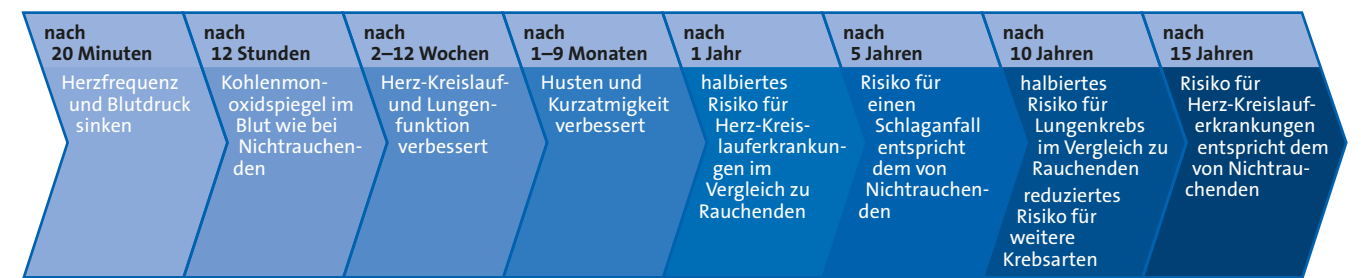 nach
20 Minuten
Herzfrequenz
und Blutdruck
sinken
nach
12 Stunden
Kohlenmon-
oxidspiegel im
Blut wie bei
Nichtrauchen-
den
nach
2–12 Wochen
Herz-Kreislauf-
und Lungen-
funktion
verbessert
nach
1–9 Monaten
Husten und
Kurzatmigkeit
verbessert
nach
1 Jahr
halbiertes
Risiko für
Herz-Kreis-
lauferkrankun-
gen im
Vergleich zu
Rauchenden
nach
5 Jahren
Risiko für
einen
Schlaganfall
entspricht
dem von
Nichtrauchen-
den
nach
10 Jahren
halbiertes
Risiko für
Lungenkrebs
im Vergleich zu
Rauchenden
reduziertes
Risiko für
weitere
Krebsarten
nach
15 Jahren
Risiko für
Herz-Kreislauf-
erkrankungen
entspricht dem
von Nichtrau-
chenden